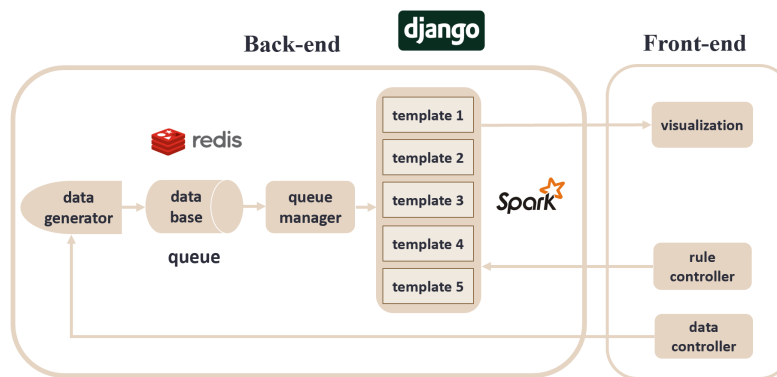 django
Back-end
Front-end
template 1
visualization
redis
template 2
data
generator
data
base
queue
manager
template 3
Spark
template 4
queue
rule
controller
template 5
data
controller